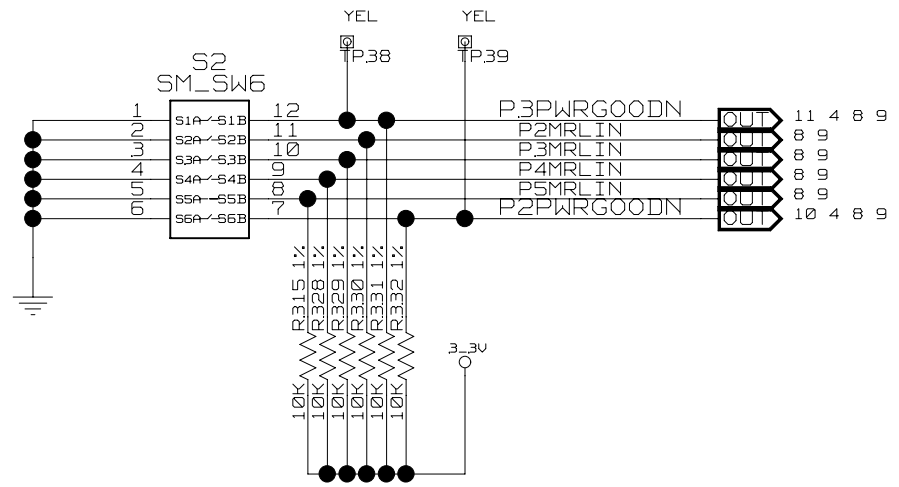 YEL
YEL
TP38
TP39
S2
SM_SW6
1 S1A S1B 12 P3PWRGOODN OUT 11 4 8 9
2 S2A S2B 11 P2MRLIN OUT 8 9
3 S3A S3B 10 P3MRLIN OUT 8 9
4 S4A S4B 9 P4MRLIN OUT 8 9
5 S5A S5B 8 P5MRLIN OUT 8 9
6 S6A S6B 7 P2PWRGOODN OUT 10 4 8 9
R315 1%
R328 1%
R329 1%
R330 1%
R331 1%
R332 1%
3_3V
10K
10K
10K
10K
10K
10K